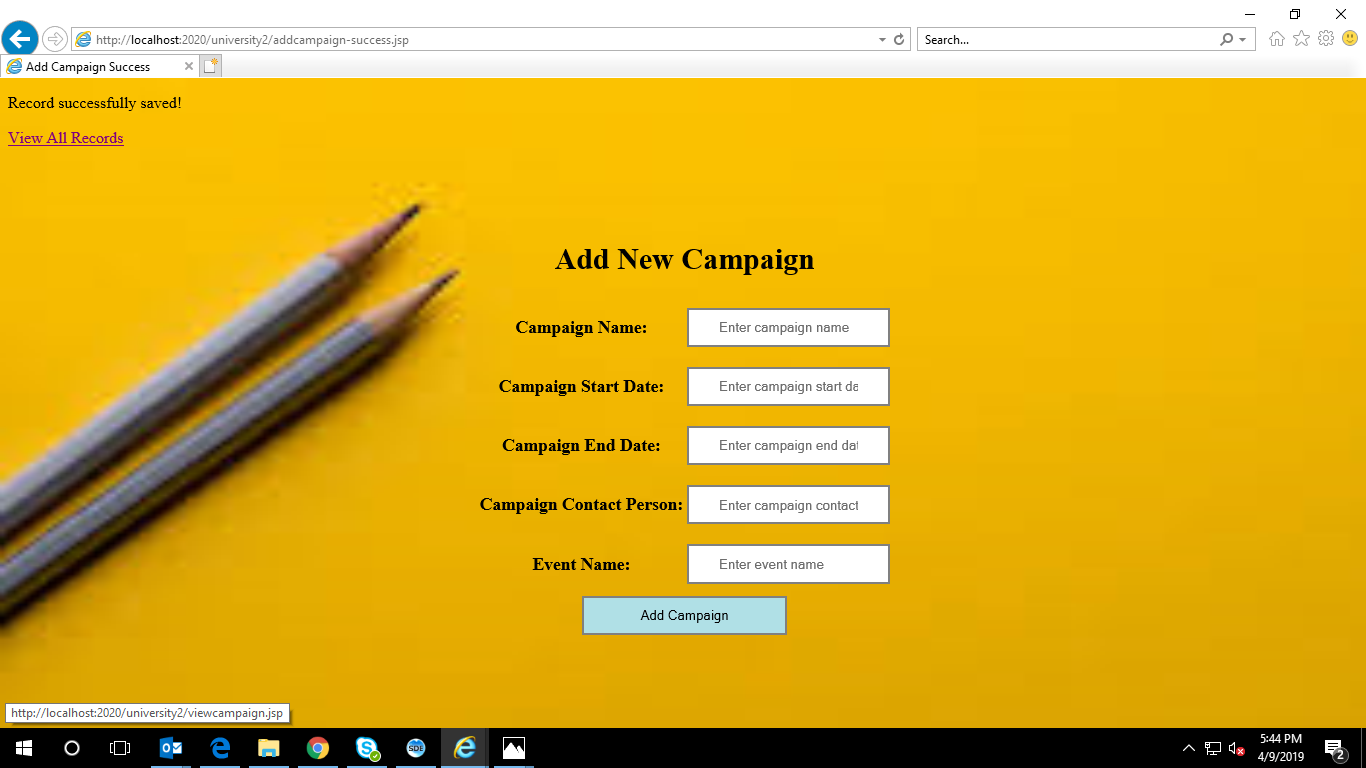 http://localhost:2020/university2/addcampaign-success.jsp
Search...
Add Campaign Success
Record successfully saved!
View All Records
Add New Campaign
Campaign Name: Enter campaign name
Campaign Start Date: Enter campaign start da
Campaign End Date: Enter campaign end dat
Campaign Contact Person: Enter campaign contact
Event Name: Enter event name
Add Campaign
http://localhost:2020/university2/viewcampaign.jsp
SDE
5:44 PM
4/9/2019
2